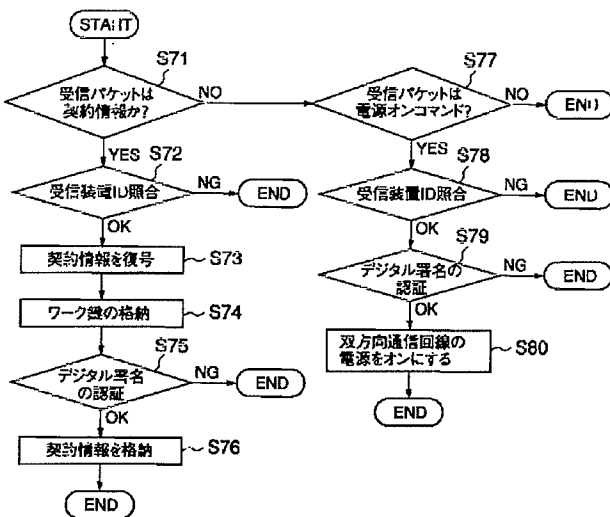 START
S71
受信パケットは
契約情報か?
NO
YES
S72
受信装置ID照合
NG
END
OK
契約情報を復号
S73
ワーク鍵の格納
S74
S75
デジタル署名
の認証
NG
END
OK
契約情報を格納
S76
END
S77
受信パケットは
電源オンコマンド?
NO
END
YES
S78
受信装置ID照合
NG
END
OK
S79
デジタル署名の
認証
NG
END
OK
双方向通信回線の
電源をオンにする
S80
END